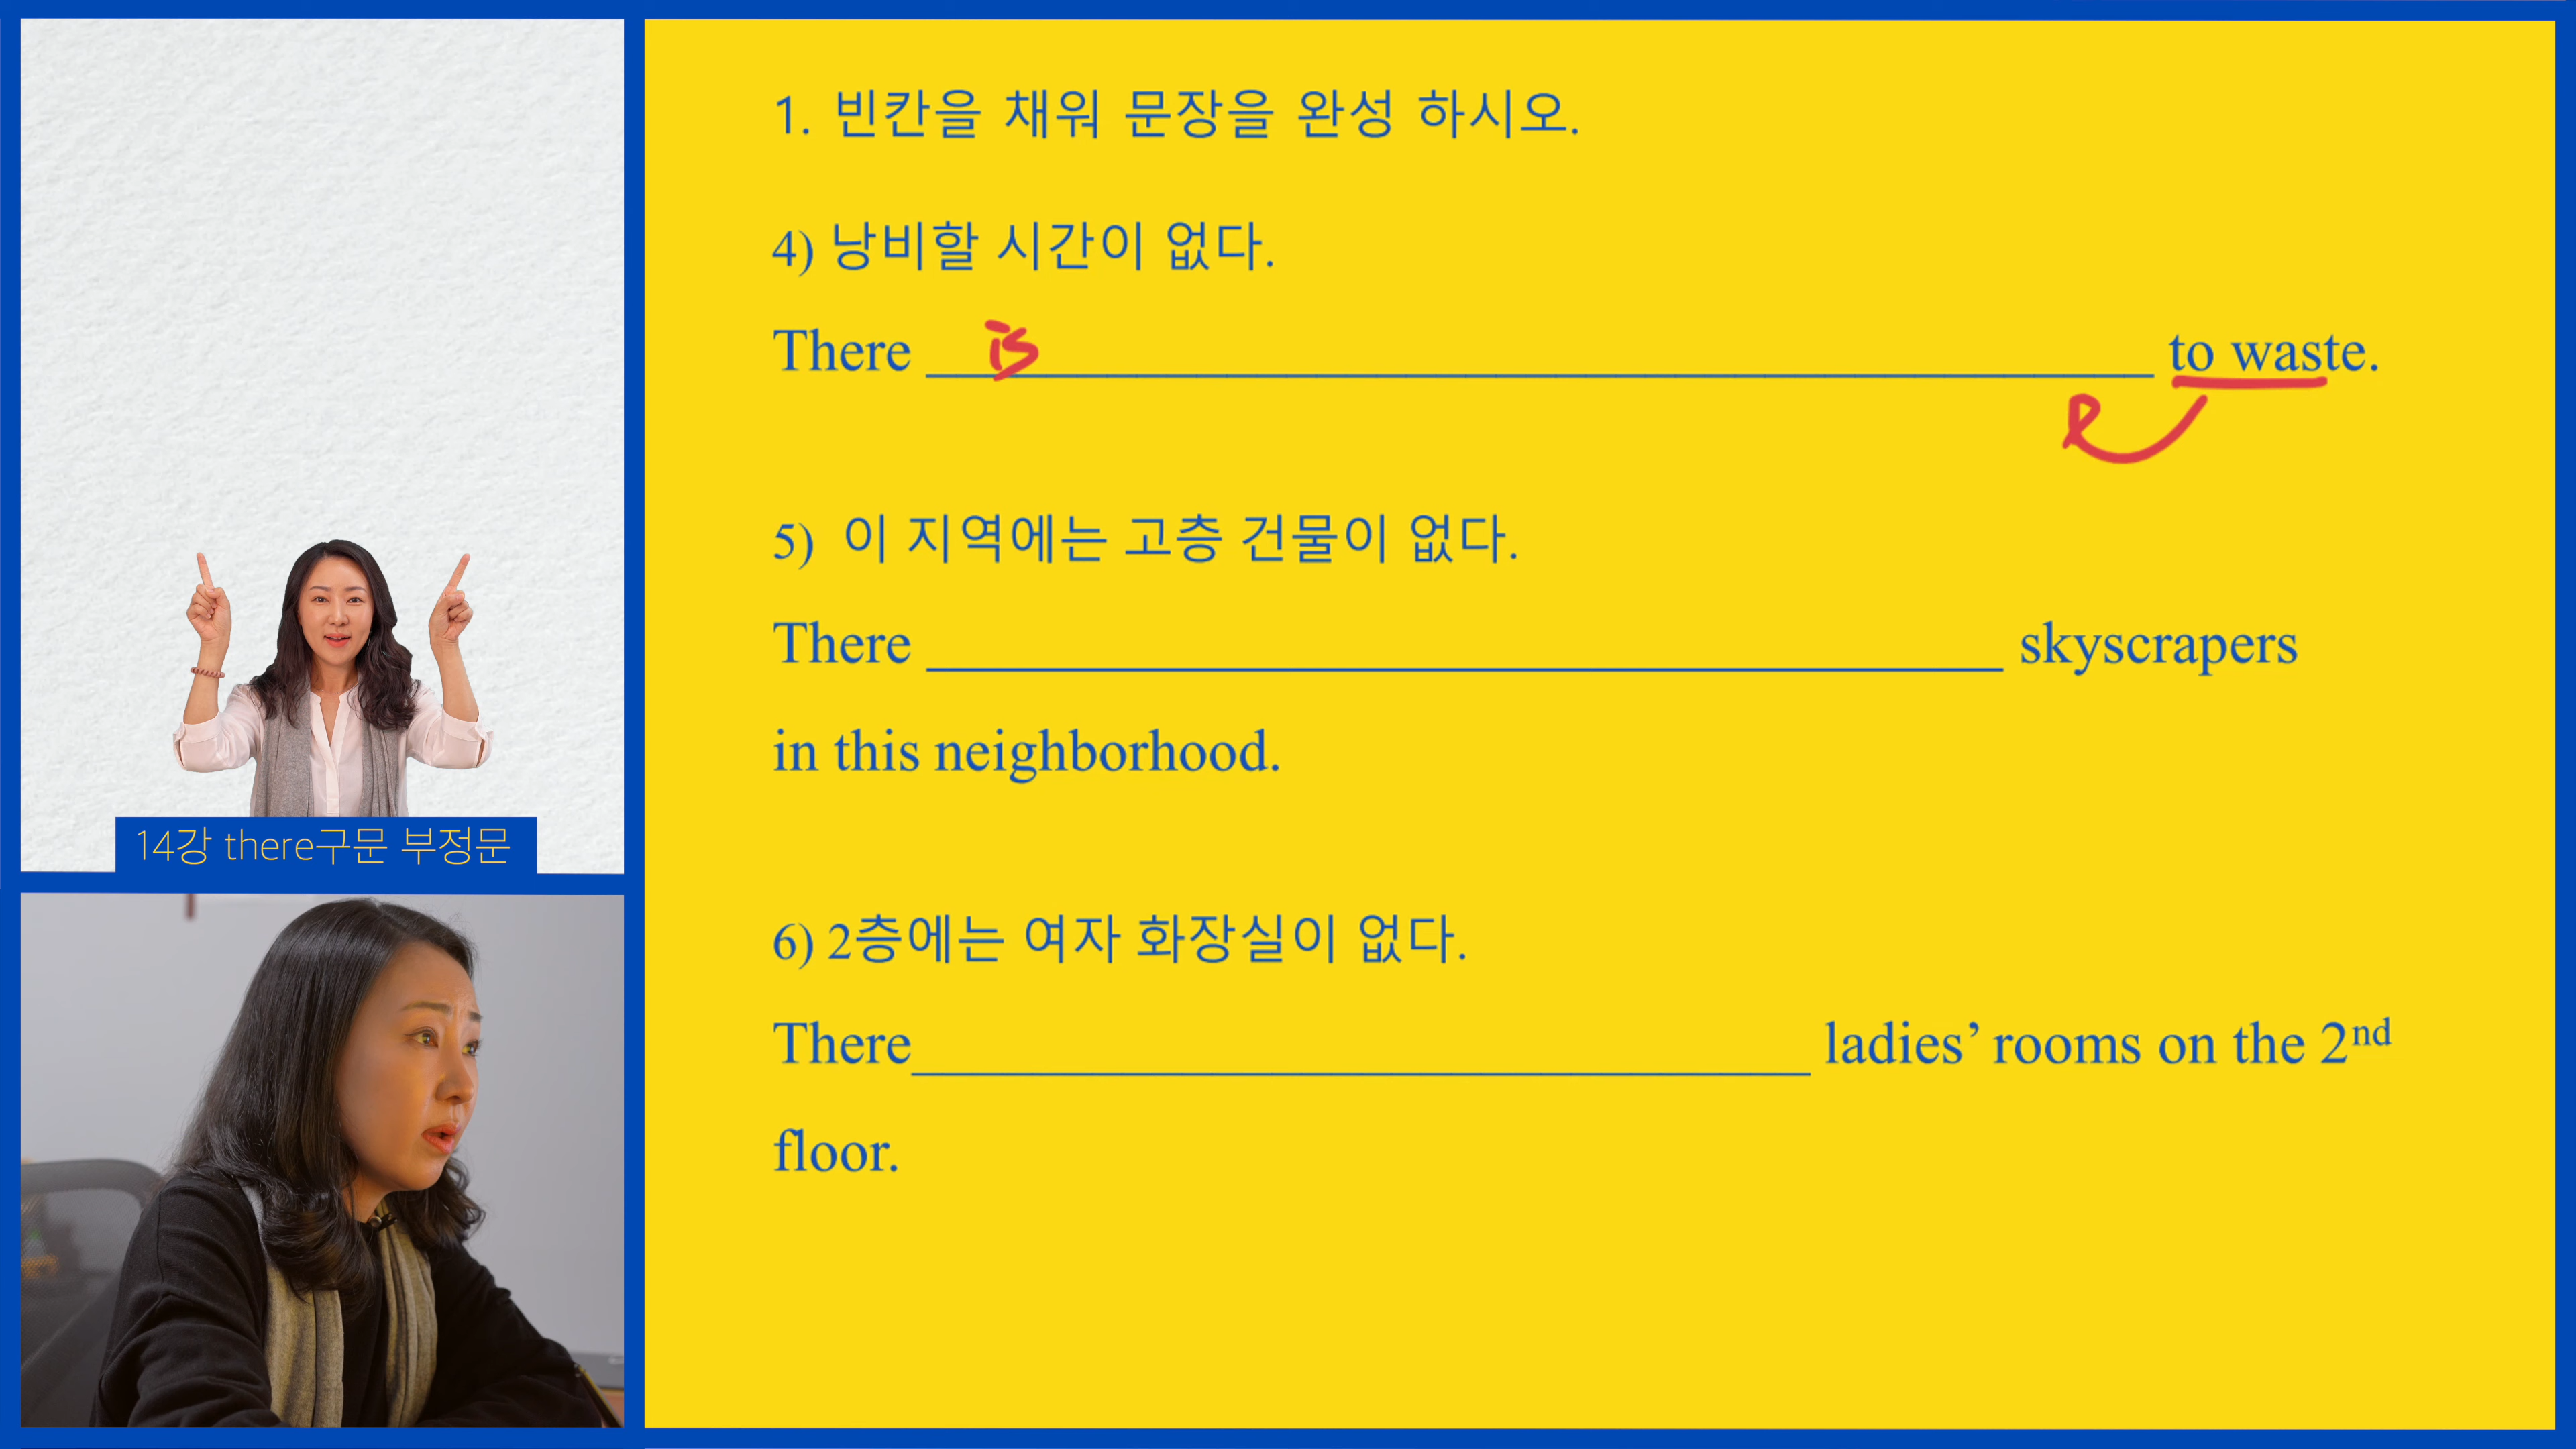 1. 빈칸을 채워 문장을 완성 하시오.
4) 낭비할 시간이 없다.
There is to waste.
5) 이 지역에는 고층 건물이 없다.
There skyscrapers
in this neighborhood.
6) 2층에는 여자 화장실이 없다.
There ladies’ rooms on the 2nd
floor.
14강 there구문 부정문